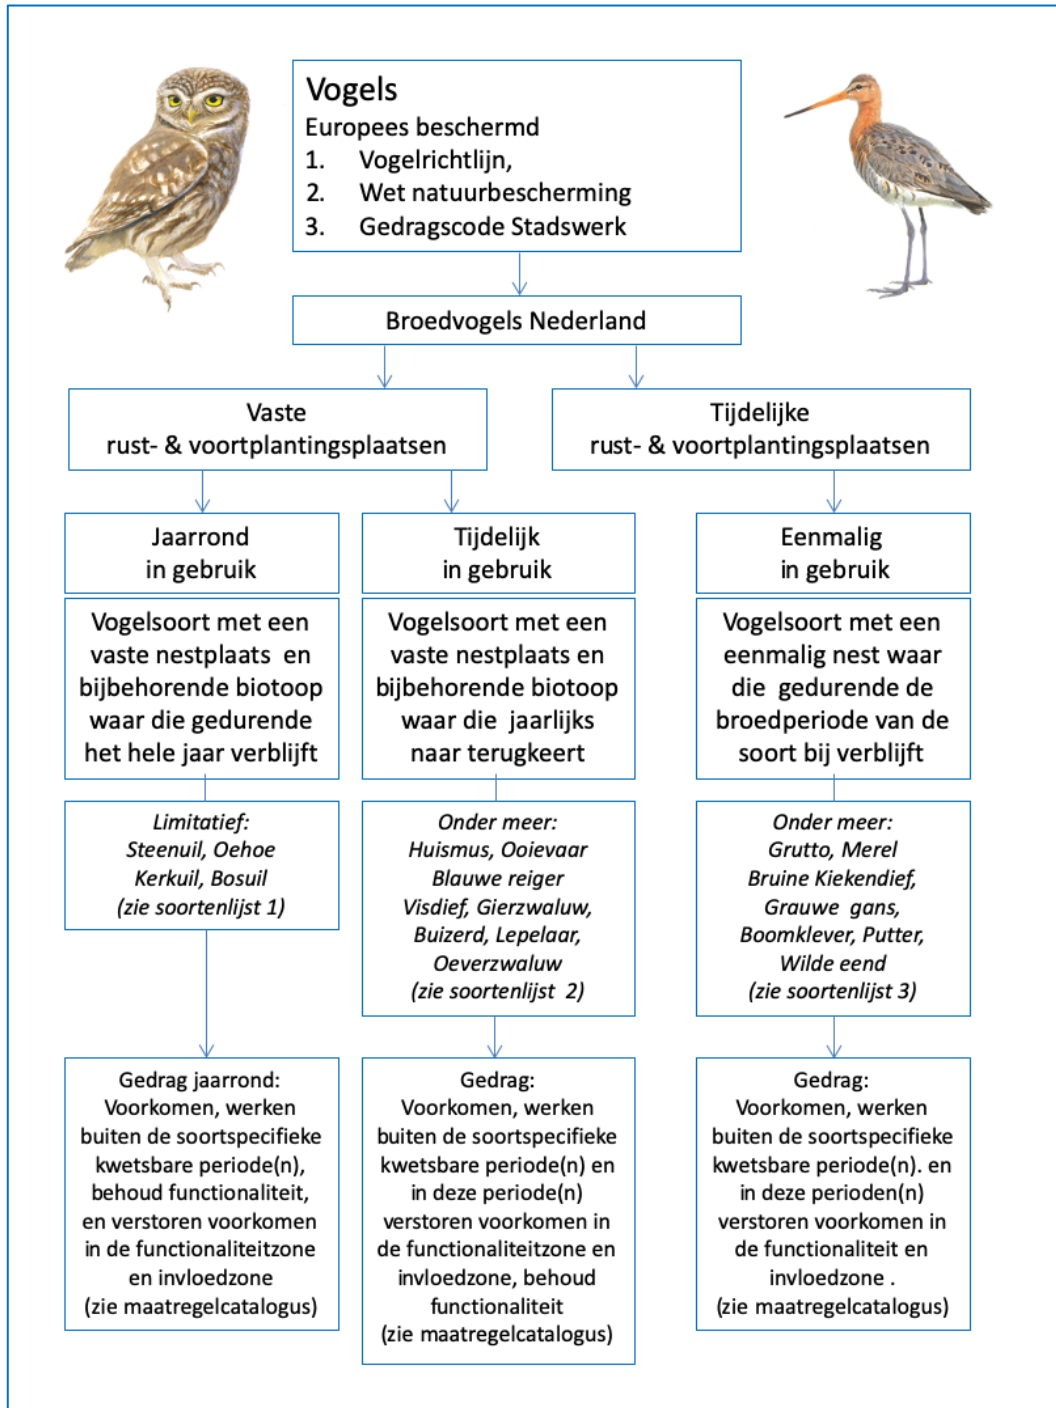 Vogels
Europees beschermd
1. Vogelrichtlijn,
2. Wet natuurbescherming
3. Gedragscode Stadswerk
Broedvogels Nederland
Vaste
rust- & voortplantingsplaatsen
Tijdelijke
rust- & voortplantingsplaatsen
Jaarrond
in gebruik
Vogelsoort met een
vaste nestplaats en
bijbehorende biotoop
waar die gedurende
het hele jaar verblijft
Limitatief:
Steenuil, Oehoe
Kerkuil, Bosuil
(zie soortenlijst 1)
Gedrag jaarrond:
Voorkomen, werken
buiten de soortspecifieke
kwetsbare periode(n),
behoud functionaliteit,
en verstoren voorkomen
in de functionaliteitzone
en invloedzone
(zie maatregelcatalogus)
Tijdelijk
in gebruik
Vogelsoort met een
vaste nestplaats en
bijbehorende biotoop
waar die jaarlijks
naar terugkeert
Onder meer:
Huismus, Ooievaar
Blauwe reiger
Visdief, Gierzwaluw,
Buizerd, Lepelaar,
Oeverzwaluw
(zie soortenlijst 2)
Gedrag:
Voorkomen, werken
buiten de soortspecifieke
kwetsbare periode(n) en
in deze periode(n)
verstoren voorkomen in
de functionaliteitzone en
invloedzone, behoud
functionaliteit
(zie maatregelcatalogus)
Eenmalig
in gebruik
Vogelsoort met een
eenmalig nest waar
die gedurende de
broedperiode van de
soort bij verblijft
Onder meer:
Grutto, Merel
Bruine Kiekendief,
Grauwe gans,
Boomklever, Putter,
Wilde eend
(zie soortenlijst 3)
Gedrag:
Voorkomen, werken
buiten de soortspecifieke
kwetsbare periode(n). en
in deze perioden(n)
verstoren voorkomen in
de functionaliteit en
invloedzone .
(zie maatregelcatalogus)